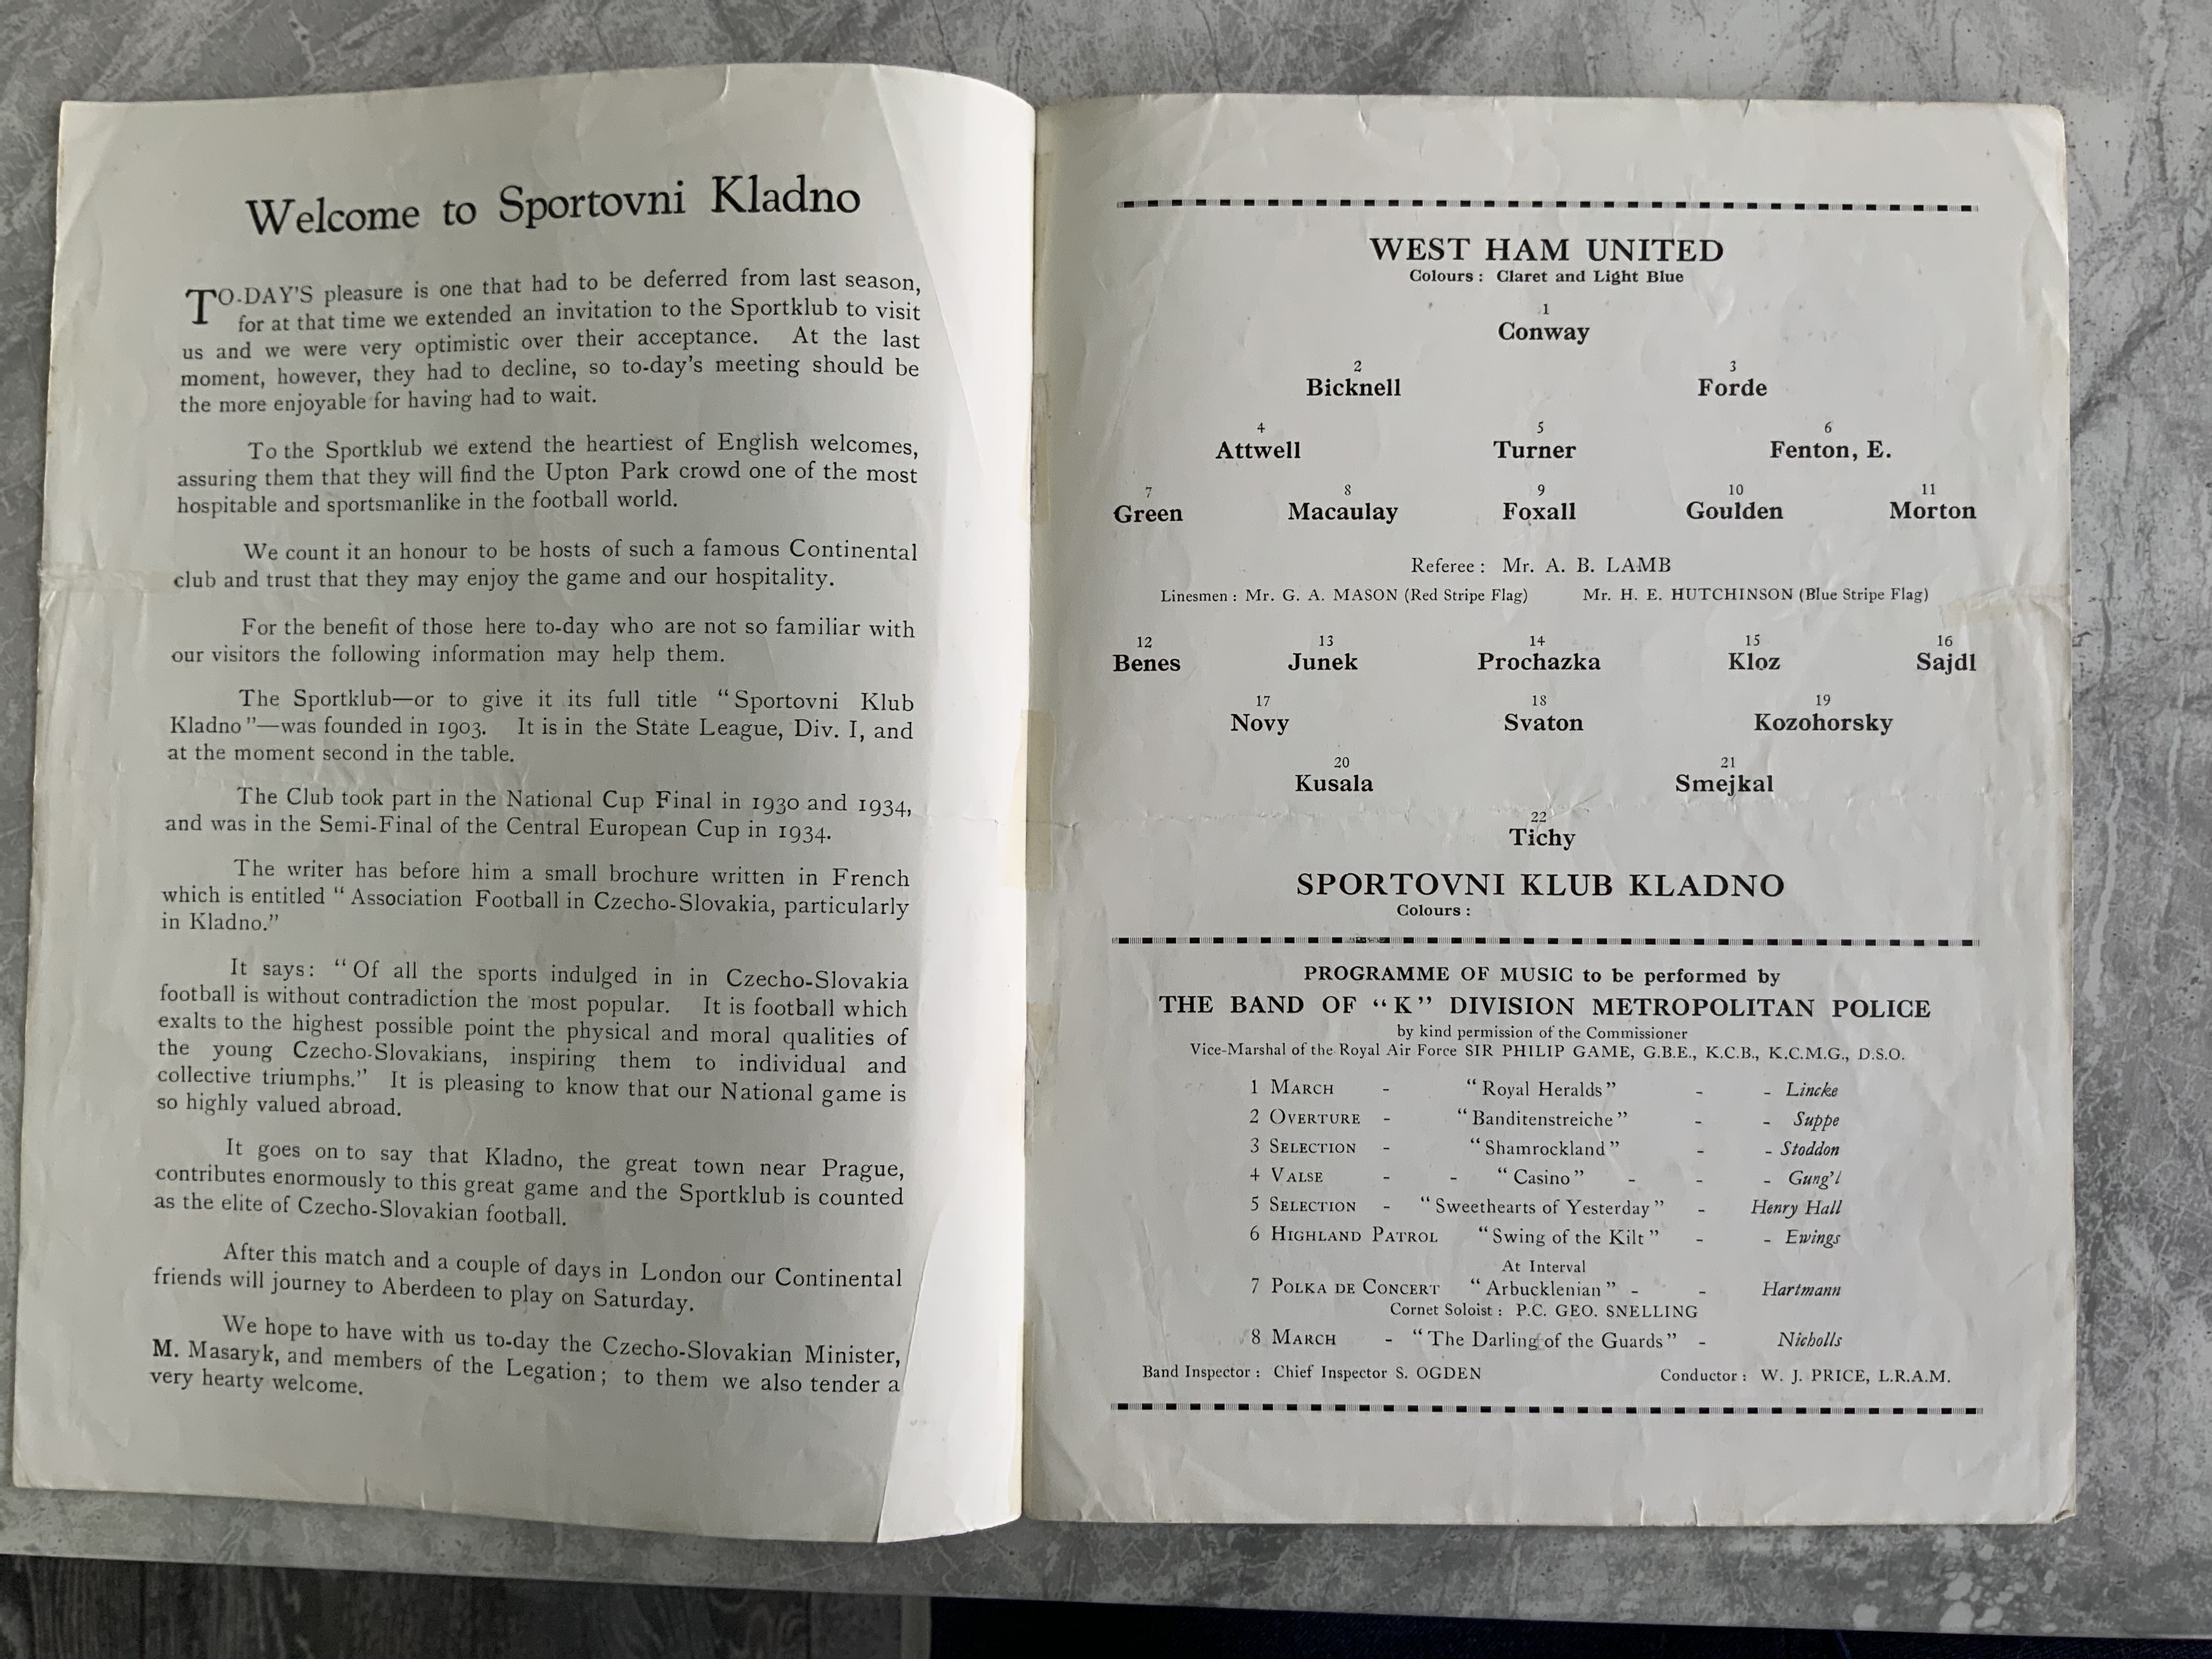 Welcome to Sportovni Kladno
TO-DAY'S pleasure is one that had to be deferred from last season,
for at that time we extended an invitation to the Sportklub to visit
us and we were very optimistic over their acceptance. At the last
moment, however, they had to decline, so to-day's meeting should be
the more enjoyable for having had to wait.
To the Sportklub we extend the heartiest of English welcomes,
assuring them that they will find the Upton Park crowd one of the most
hospitable and sportsmanlike in the football world.
We count it an honour to be hosts of such a famous Continental
club and trust that they may enjoy the game and our hospitality.
For the benefit of those here to-day who are not so familiar with
our visitors the following information may help them.
The Sportklub—or to give it its full title "Sportovni Klub
Kladno"—was founded in 1903. It is in the State League, Div. I, and
at the moment second in the table.
The Club took part in the National Cup Final in 1930 and 1934,
and was in the Semi-Final of the Central European Cup in 1934.
The writer has before him a small brochure written in French
which is entitled "Association Football in Czecho-Slovakia, particularly
in Kladno."
It says: "Of all the sports indulged in in Czecho-Slovakia
football is without contradiction the most popular. It is football which
exalts to the highest possible point the physical and moral qualities of
the young Czecho-Slovakians, inspiring them to individual and
collective triumphs." It is pleasing to know that our National game is
so highly valued abroad.
It goes on to say that Kladno, the great town near Prague,
contributes enormously to this great game and the Sportklub is counted
as the elite of Czecho-Slovakian football.
After this match and a couple of days in London our Continental
friends will journey to Aberdeen to play on Saturday.
We hope to have with us to-day the Czecho-Slovakian Minister,
M. Masaryk, and members of the Legation; to them we also tender a
very hearty welcome.
WEST HAM UNITED
Colours: Claret and Light Blue
1
Conway
2 3
Bicknell Forde
4 5 6
Attwell Turner Fenton, E.
7 8 9 10 11
Green Macaulay Foxall Goulden Morton
Referee: Mr. A. B. LAMB
Linesmen: Mr. G. A. MASON (Red Stripe Flag) Mr. H. E. HUTCHINSON (Blue Stripe Flag)
12 13 14 15 16
Benes Junek Prochazka Kloz Sajdl
17 18 19
Novy Svaton Kozohorsky
20 21
Kusala Smejkal
22
Tichy
SPORTOVNI KLUB KLADNO
Colours:
PROGRAMME OF MUSIC to be performed by
THE BAND OF "K" DIVISION METROPOLITAN POLICE
by kind permission of the Commissioner
Vice-Marshal of the Royal Air Force SIR PHILIP GAME, G.B.E., K.C.B., K.C.M.G., D.S.O.
1 MARCH - "Royal Heralds" - - Lincke
2 OVERTURE - "Banditenstreiche" - - Suppe
3 SELECTION - "Shamrockland" - - Stoddon
4 VALSE - - "Casino" - - - Gung'l
5 SELECTION - "Sweethearts of Yesterday" - Henry Hall
6 HIGHLAND PATROL "Swing of the Kilt" - - Ewings
At Interval
7 POLKA DE CONCERT "Arbucklenian" - - Hartmann
Cornet Soloist: P.C. GEO. SNELLING
8 MARCH - "The Darling of the Guards" - Nicholls
Band Inspector: Chief Inspector S. OGDEN Conductor: W. J. PRICE, L.R.A.M.